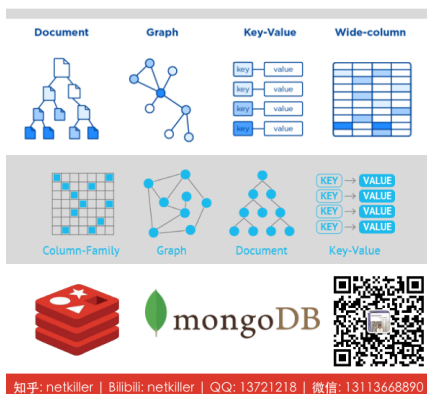 Document Graph Key-Value Wide-column
key value
key value
key value
key value
KEY → VALUE
KEY → VALUE
KEY → VALUE
KEY → VALUE
Column-Family Graph Document Key-Value
mongoDB
知乎: netkiller | Bilibili: netkiller | QQ: 13721218 | 微信: 13113668890